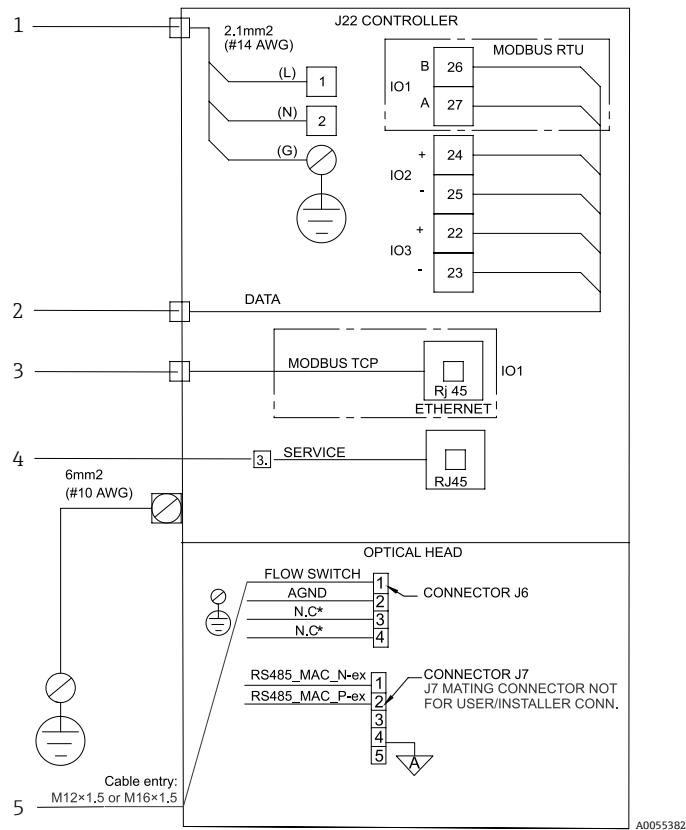 J22 CONTROLLER
1
2.1mm2
(#14 AWG)
MODBUS RTU
(L)
1
B
26
IO1
A
27
(N)
2
(G)
+
24
IO2
-
25
+
22
IO3
-
23
2
DATA
3
MODBUS TCP
IO1
Rj 45
ETHERNET
4
3.
SERVICE
RJ45
6mm2
(#10 AWG)
OPTICAL HEAD
FLOW SWITCH
1
CONNECTOR J6
AGND
2
N.C*
3
N.C*
4
RS485_MAC_N-ex
1
CONNECTOR J7
RS485_MAC_P-ex
2
J7 MATING CONNECTOR NOT
FOR USER/INSTALLER CONN.
3
4
5
A
Cable entry:
5
M12×1.5 or M16×1.5
A0055382